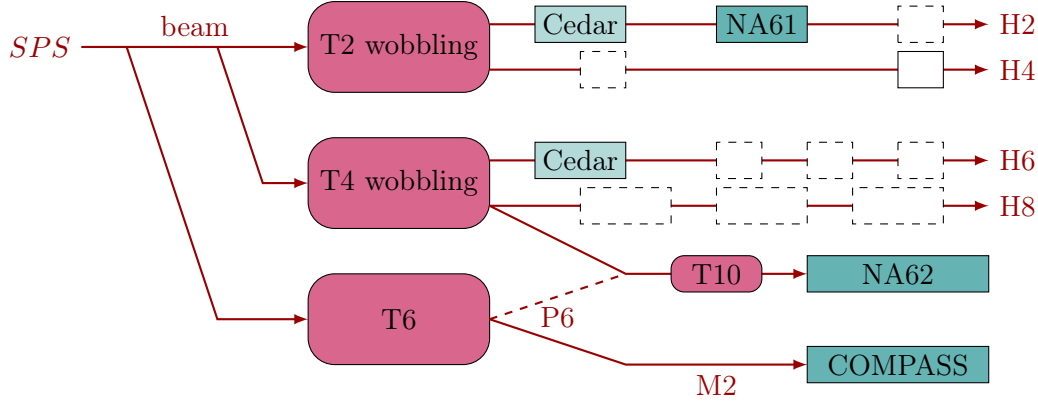 SPS
beam
T2 wobbling
Cedar
NA61
H2
H4
T4 wobbling
Cedar
H6
H8
T10
NA62
T6
P6
M2
COMPASS